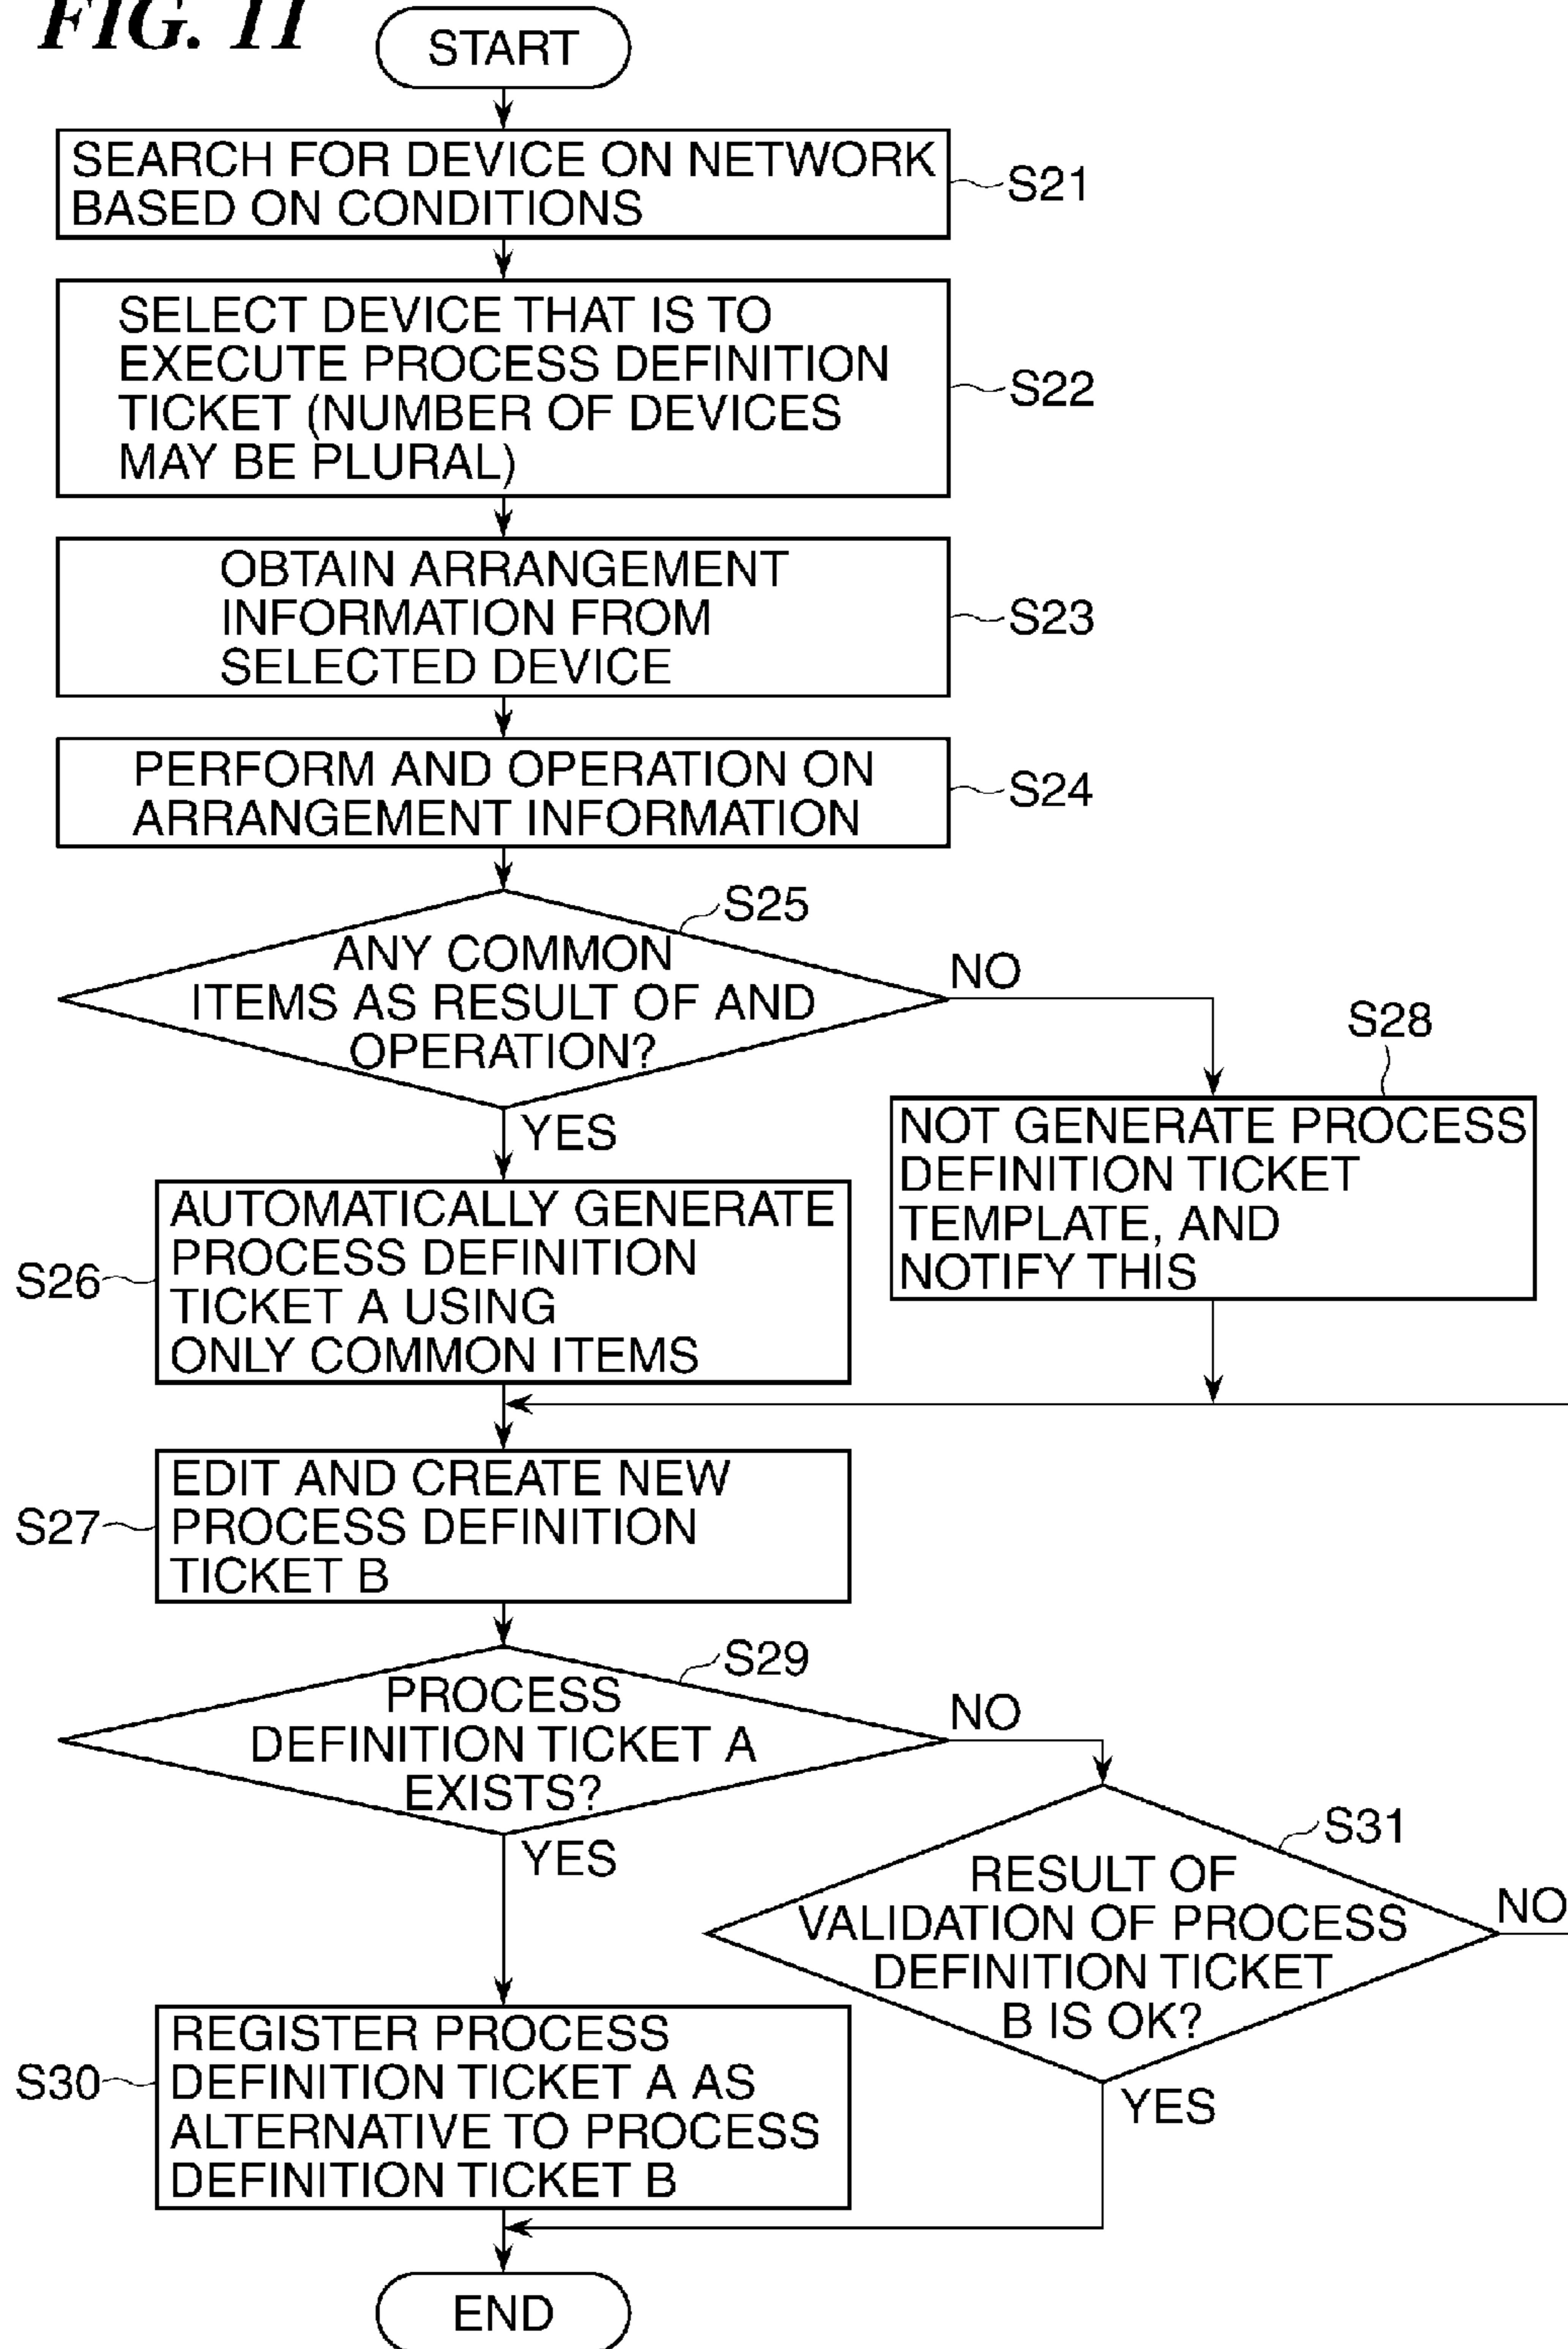 FIG. 11
START
SEARCH FOR DEVICE ON NETWORK
BASED ON CONDITIONS
S21
SELECT DEVICE THAT IS TO
EXECUTE PROCESS DEFINITION
TICKET (NUMBER OF DEVICES
MAY BE PLURAL)
S22
OBTAIN ARRANGEMENT
INFORMATION FROM
SELECTED DEVICE
S23
PERFORM AND OPERATION ON
ARRANGEMENT INFORMATION
S24
S25
ANY COMMON
ITEMS AS RESULT OF AND
OPERATION?
NO
YES
S28
NOT GENERATE PROCESS
DEFINITION TICKET
TEMPLATE, AND
NOTIFY THIS
S26
AUTOMATICALLY GENERATE
PROCESS DEFINITION
TICKET A USING
ONLY COMMON ITEMS
S27
EDIT AND CREATE NEW
PROCESS DEFINITION
TICKET B
S29
PROCESS
DEFINITION TICKET A
EXISTS?
NO
YES
S31
RESULT OF
VALIDATION OF PROCESS
DEFINITION TICKET
B IS OK?
NO
YES
S30
REGISTER PROCESS
DEFINITION TICKET A AS
ALTERNATIVE TO PROCESS
DEFINITION TICKET B
END